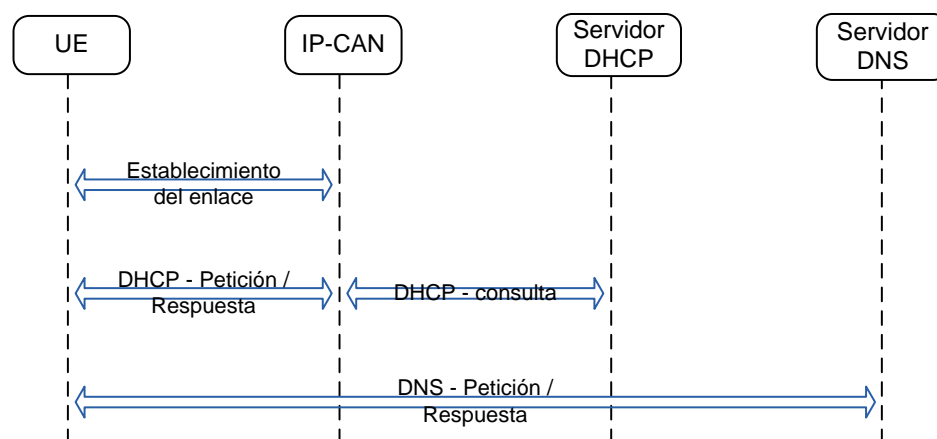 UE
IP-CAN
Servidor
DHCP
Servidor
DNS
Establecimiento
del enlace
DHCP - Petición /
Respuesta
DHCP - consulta
DNS - Petición /
Respuesta